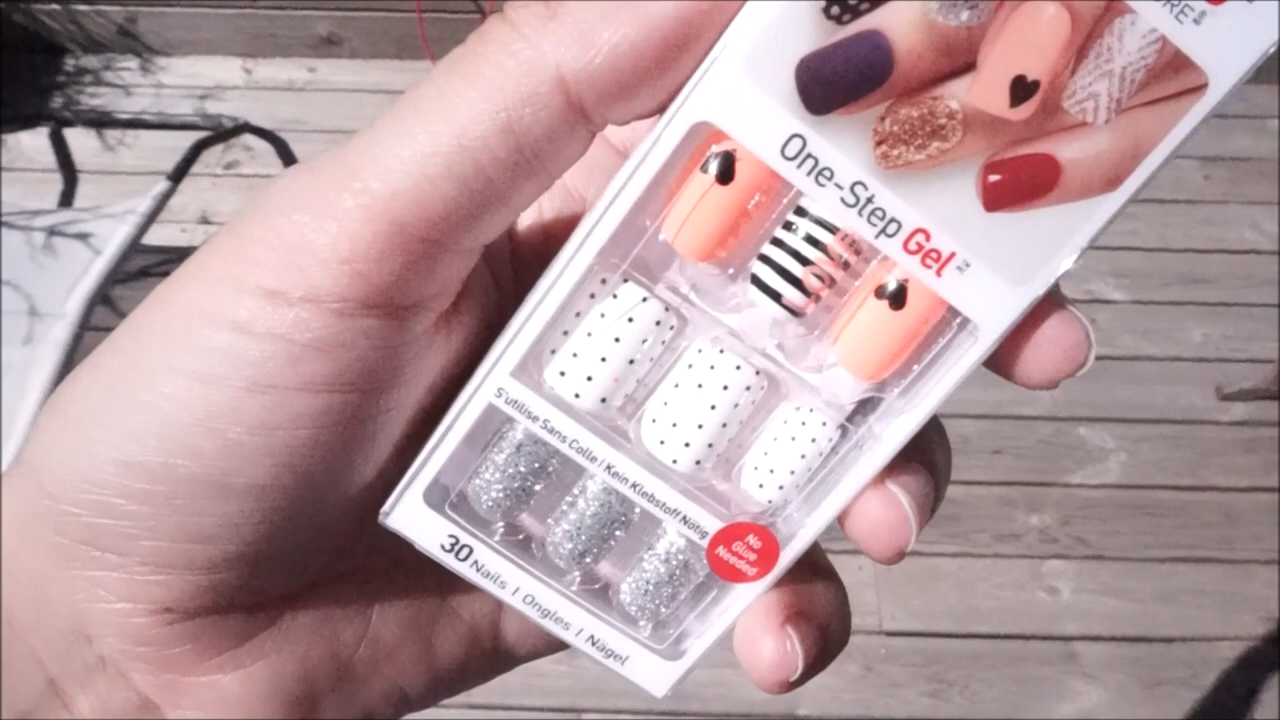 One-Step Gel
S'utilise Sans Colle | Kein Klebstoff Nötig
No
Glue
Needed
30 Nails | Ongles | Nägel